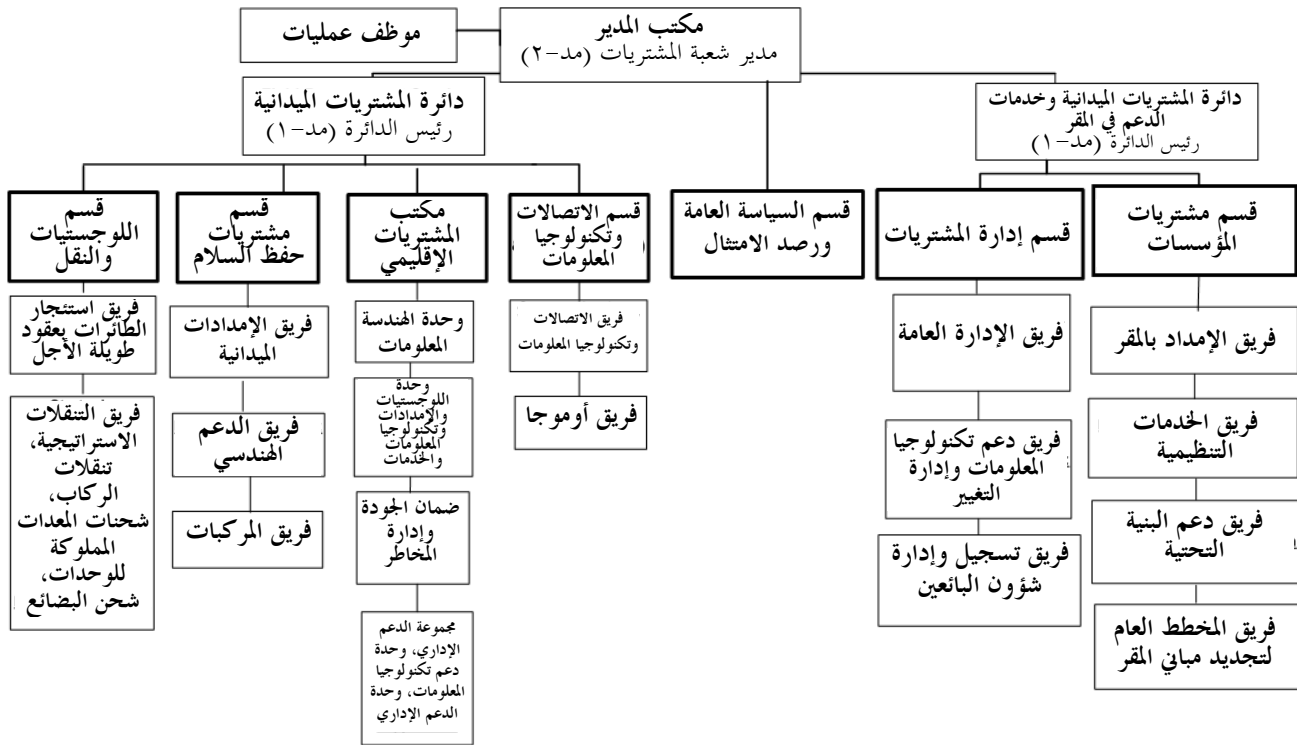 مكتب المدير
مدير شعبة المشتريات (مد-٢)
موظف عمليات
دائرة المشتريات الميدانية وخدمات
الدعم في المقر
رئيس الدائرة (مد-١)
دائرة المشتريات الميدانية
رئيس الدائرة (مد-١)
قسم مشتريات
المؤسسات
قسم إدارة المشتريات
قسم السياسة العامة
ورصد الامتثال
قسم الاتصالات
وتكنولوجيا
المعلومات
مكتب
المشتريات
الإقليمي
قسم
مشتريات
حفظ السلام
قسم
اللوجستيات
والنقل
فريق الإمداد بالمقر
فريق الخدمات
التنظيمية
فريق دعم البنية
التحتية
فريق المخطط العام
لتجديد مباني المقر
فريق الإدارة العامة
فريق دعم تكنولوجيا
المعلومات وإدارة
التغيير
فريق تسجيل وإدارة
شؤون البائعين
فريق الاتصالات
وتكنولوجيا المعلومات
فريق أوموجا
وحدة الهندسة
المعلومات
وحدة
اللوجستيات
والإمدادات
وتكنولوجيا
المعلومات
والخدمات
ضمان الجودة
وإدارة
المخاطر
مجموعة الدعم
الإداري، وحدة
دعم تكنولوجيا
المعلومات، وحدة
الدعم الإداري
فريق الإمدادات
الميدانية
فريق الدعم
الهندسي
فريق المركبات
فريق استئجار
الطائرات بعقود
طويلة الأجل
فريق التنقلات
الاستراتيجية،
تنقلات
الركاب،
شحنات المعدات
المملوكة
للوحدات،
شحن البضائع